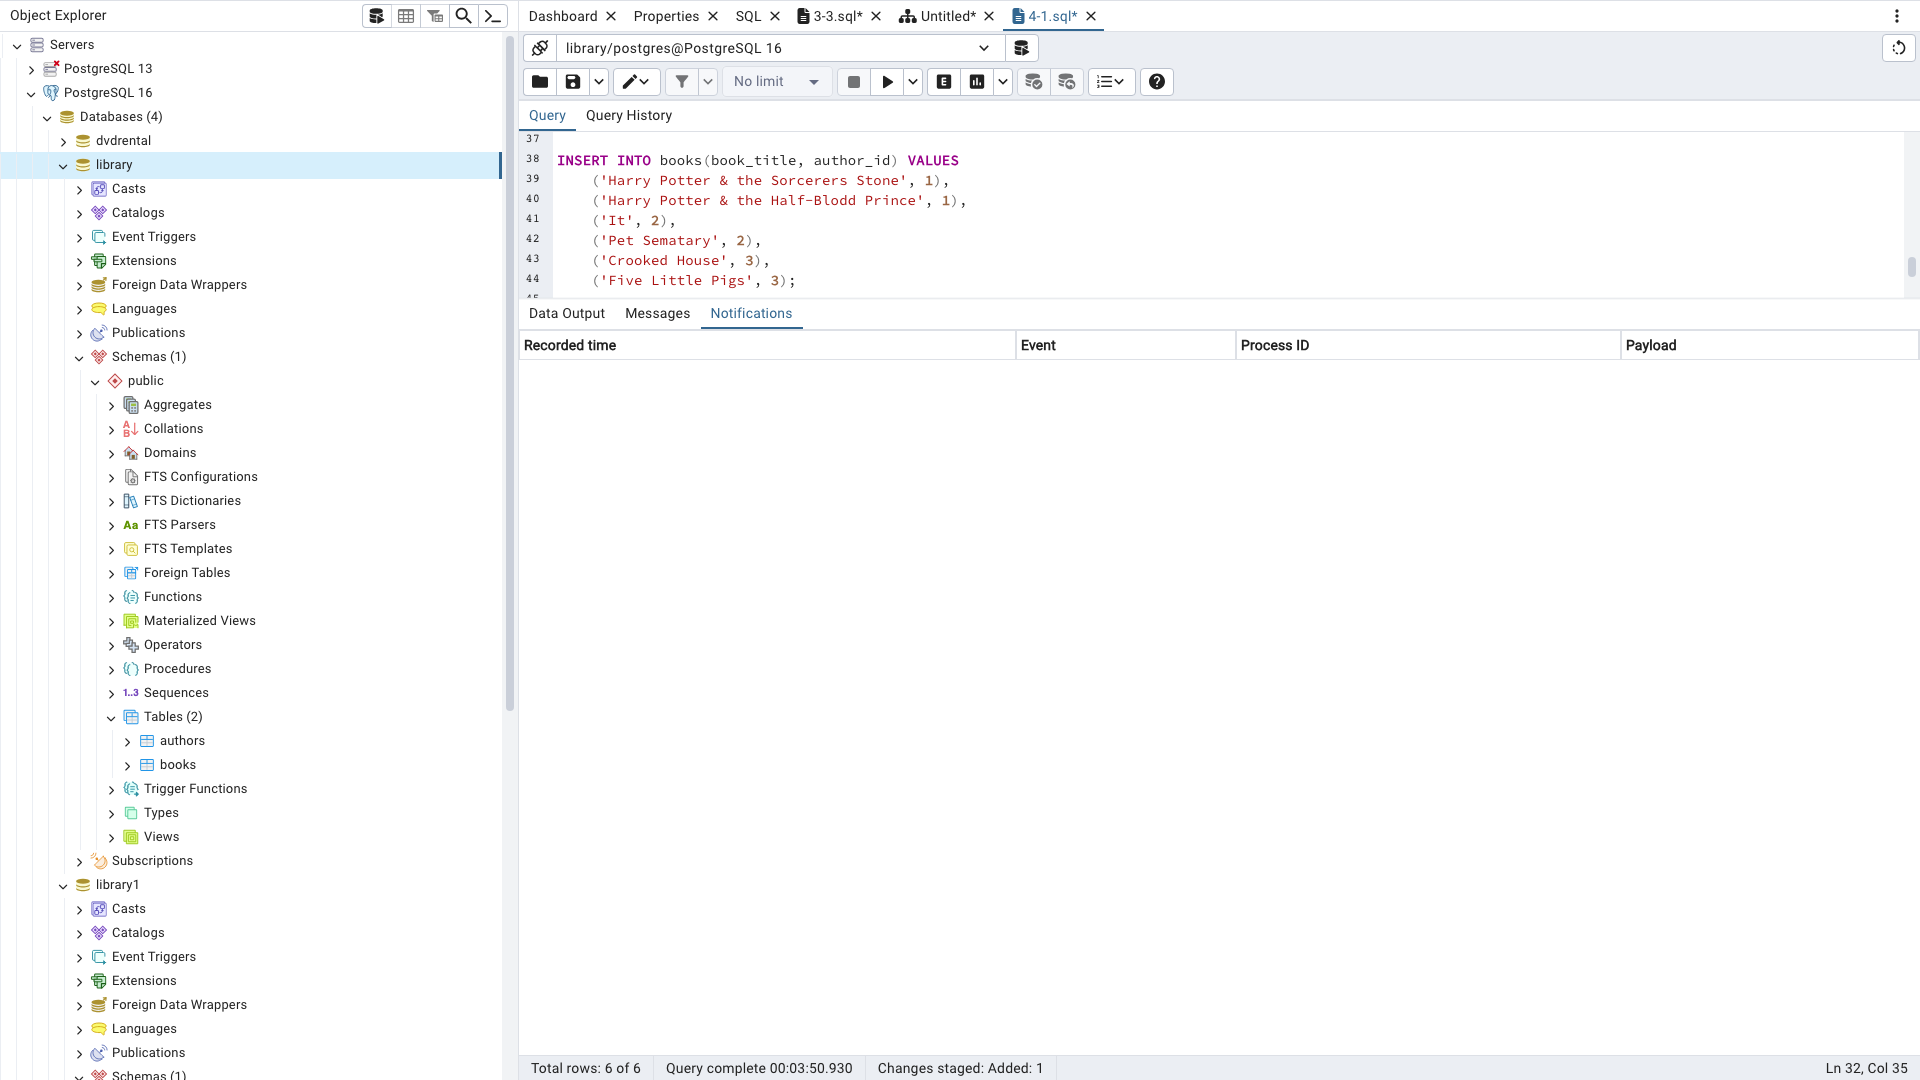 Object Explorer
Servers
PostgreSQL 13
PostgreSQL 16
Databases (4)
dvdrental
library
Casts
Catalogs
Event Triggers
Extensions
Foreign Data Wrappers
Languages
Publications
Schemas (1)
public
Aggregates
Collations
Domains
FTS Configurations
FTS Dictionaries
Aa FTS Parsers
FTS Templates
Foreign Tables
Functions
Materialized Views
Operators
Procedures
1..3 Sequences
Tables (2)
authors
books
Trigger Functions
Types
Views
Subscriptions
library1
Casts
Catalogs
Event Triggers
Extensions
Foreign Data Wrappers
Languages
Publications
Schemas (1)
Dashboard Properties SQL 3-3.sql* Untitled* 4-1.sql*
library/postgres@PostgreSQL 16
No limit E
Query Query History
37
38 INSERT INTO books(book_title, author_id) VALUES
39 ('Harry Potter & the Sorcerers Stone', 1),
40 ('Harry Potter & the Half-Blodd Prince', 1),
41 ('It', 2),
42 ('Pet Sematary', 2),
43 ('Crooked House', 3),
44 ('Five Little Pigs', 3);
45
Data Output Messages Notifications
Recorded time Event Process ID Payload
Total rows: 6 of 6 Query complete 00:03:50.930 Changes staged: Added: 1 Ln 32, Col 35